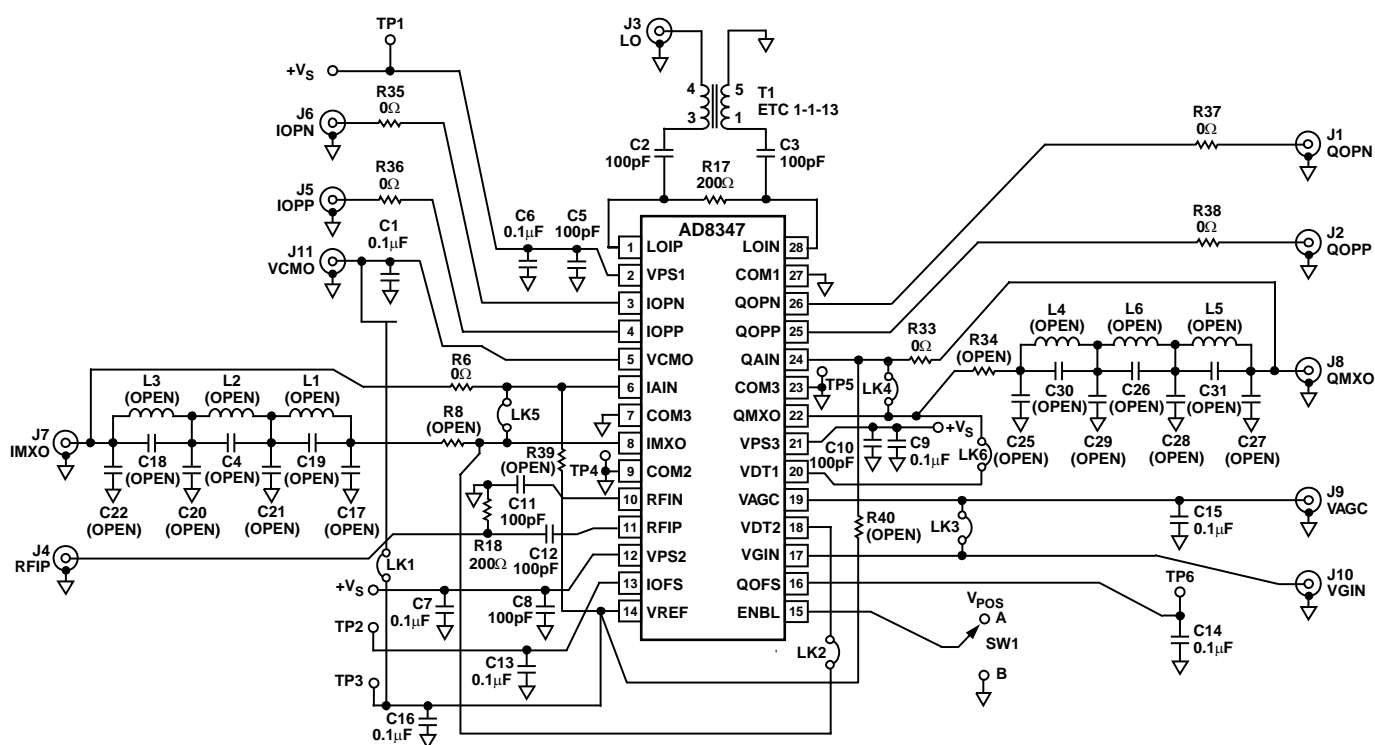 TP1
+VS
J3
LO
4
5
3
1
T1
ETC 1-1-13
R35
0Ω
J6
IOPN
C2
100pF
C3
100pF
R17
200Ω
R37
0Ω
J1
QOPN
R36
0Ω
J5
IOPP
C1
0.1μF
J11
VCMO
C6
0.1μF
C5
100pF
AD8347
R38
0Ω
J2
QOPP
1 LOIP
LOIN 28
2 VPS1
COM1 27
3 IOPN
QOPN 26
4 IOPP
QOPP 25
5 VCMO
QAIN 24
6 IAIN
COM3 23
7 COM3
QMXO 22
8 IMXO
VPS3 21
9 COM2
VDT1 20
10 RFIN
VAGC 19
11 RFIP
VDT2 18
12 VPS2
VGIN 17
13 IOFS
QOFS 16
14 VREF
ENBL 15
R6
0Ω
L3
(OPEN)
L2
(OPEN)
L1
(OPEN)
R8
(OPEN)
LK5
J7
IMXO
C18
(OPEN)
C4
(OPEN)
C19
(OPEN)
R39
(OPEN)
TP4
C22
(OPEN)
C20
(OPEN)
C21
(OPEN)
C17
(OPEN)
C11
100pF
J4
RFIP
R18
200Ω
C12
100pF
LK1
+VS
C7
0.1μF
C8
100pF
TP2
C13
0.1μF
TP3
C16
0.1μF
R33
0Ω
R34
(OPEN)
L4
(OPEN)
L6
(OPEN)
L5
(OPEN)
TP5
LK4
J8
QMXO
C30
(OPEN)
C26
(OPEN)
C31
(OPEN)
+VS
C10
100pF
C9
0.1μF
LK6
C25
(OPEN)
C29
(OPEN)
C28
(OPEN)
C27
(OPEN)
J9
VAGC
R40
(OPEN)
LK3
C15
0.1μF
J10
VGIN
TP6
VPOS
A
SW1
B
LK2
C14
0.1μF